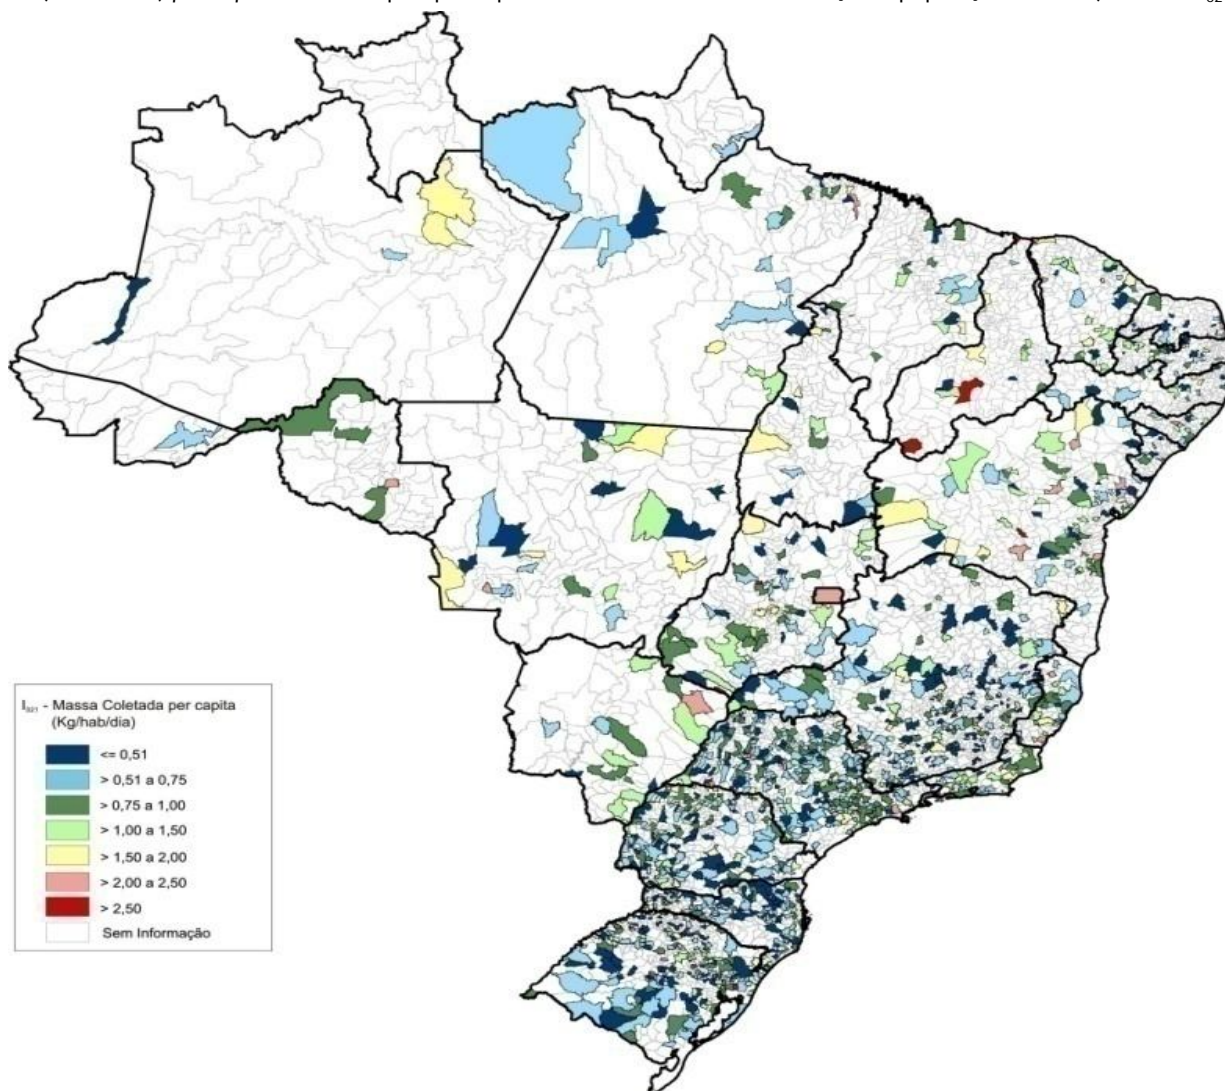 I₀₂₁ - Massa Coletada per capita
(Kg/hab/dia)
<= 0,51
> 0,51 a 0,75
> 0,75 a 1,00
> 1,00 a 1,50
> 1,50 a 2,00
> 2,00 a 2,50
> 2,50
Sem Informação